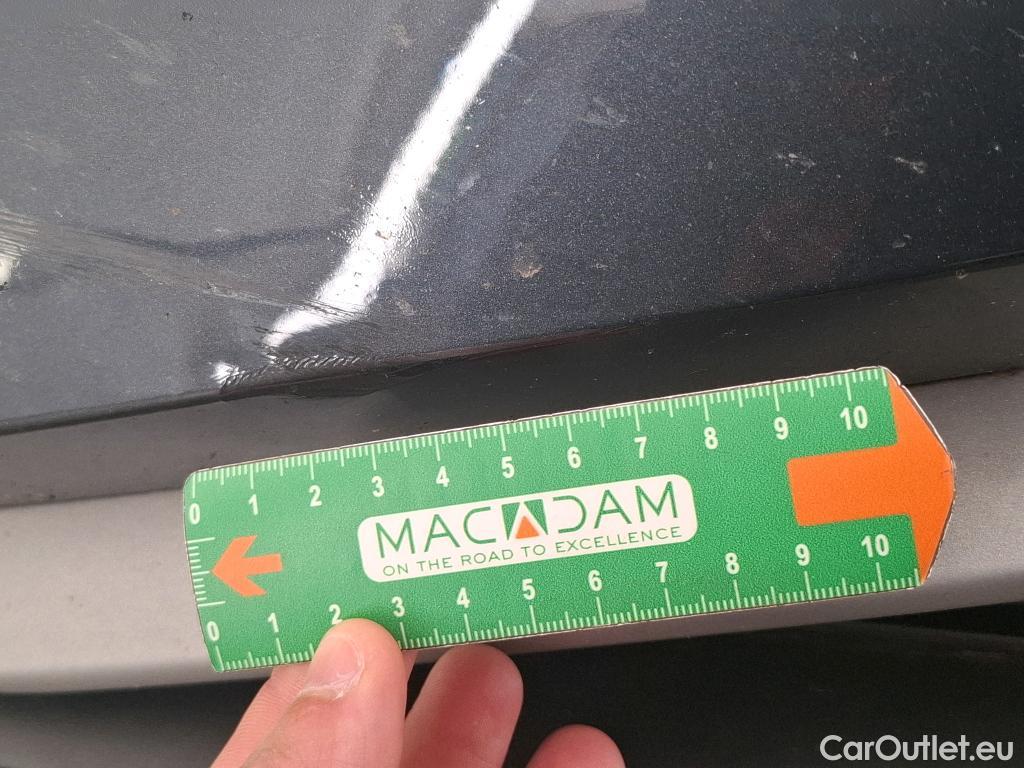 0 1 2 3 4 5 6 7 8 9 10
MACADAM
ON THE ROAD TO EXCELLENCE
0 1 2 3 4 5 6 7 8 9 10
CarOutlet.eu